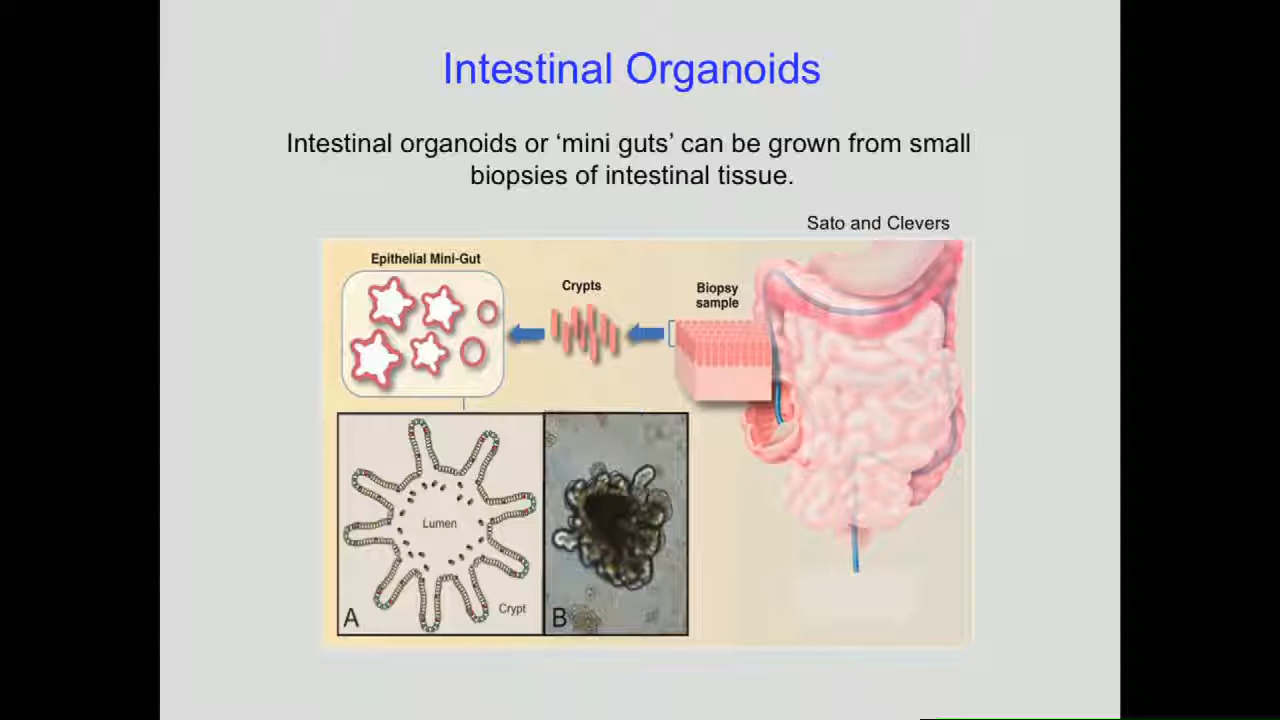 Intestinal Organoids
Intestinal organoids or ‘mini guts’ can be grown from small
biopsies of intestinal tissue.
Sato and Clevers
Epithelial Mini-Gut
Crypts
Biopsy
sample
Lumen
Crypt
A
B